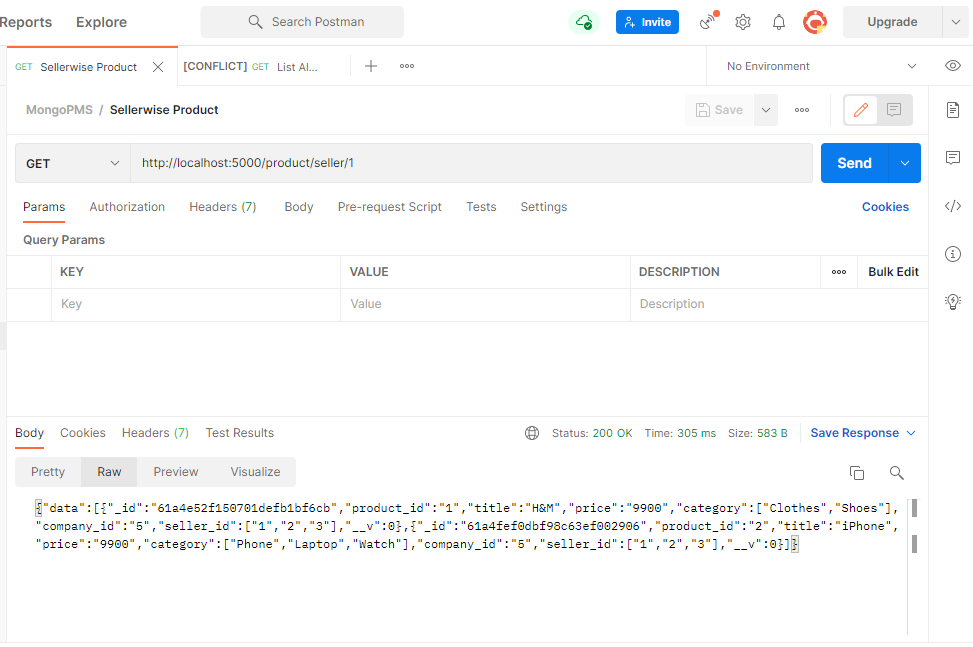 Reports Explore Search Postman Invite Upgrade
GET Sellerwise Product [CONFLICT] GET List Al... No Environment
MongoPMS / Sellerwise Product Save
GET http://localhost:5000/product/seller/1 Send
Params Authorization Headers (7) Body Pre-request Script Tests Settings Cookies
Query Params
KEY VALUE DESCRIPTION Bulk Edit
Key Value Description
Body Cookies Headers (7) Test Results Status: 200 OK Time: 305 ms Size: 583 B Save Response
Pretty Raw Preview Visualize
{"data":[{"_id":"61a4e52f150701defb1bf6cb","product_id":"1","title":"H&M","price":"9900","category":["Clothes","Shoes"],
"company_id":"5","seller_id":["1","2","3"],"__v":0},{"_id":"61a4fef0dbf98c63ef002906","product_id":"2","title":"iPhone",
"price":"9900","category":["Phone","Laptop","Watch"],"company_id":"5","seller_id":["1","2","3"],"__v":0}]}